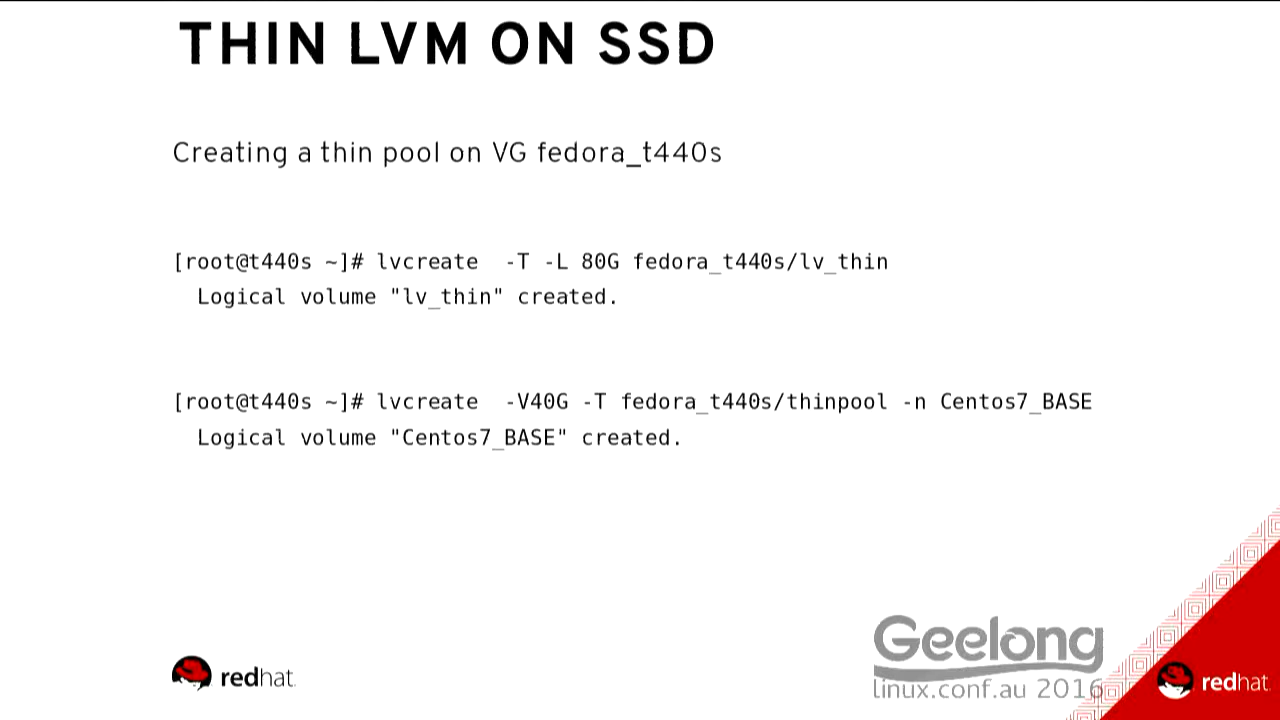 THIN LVM ON SSD
Creating a thin pool on VG fedora_t440s
[root@t440s ~]# lvcreate  -T -L 80G fedora_t440s/lv_thin
  Logical volume "lv_thin" created.
[root@t440s ~]# lvcreate  -V40G -T fedora_t440s/thinpool -n Centos7_BASE
  Logical volume "Centos7_BASE" created.
Geelong
linux.conf.au 2016
redhat.
redhat.